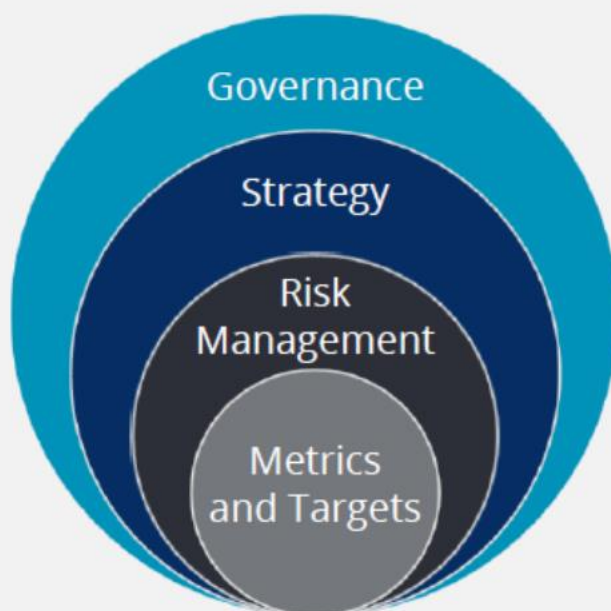 Governance
Strategy
Risk
Management
Metrics
and Targets